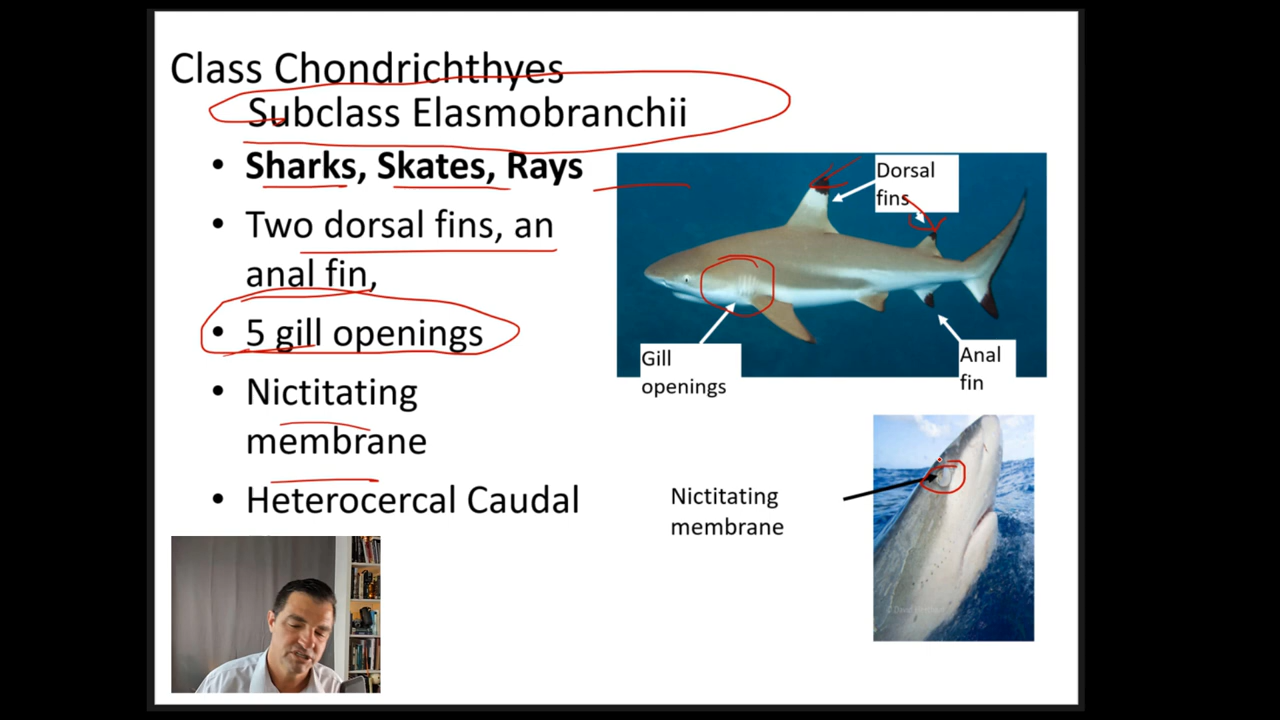 Class Chondrichthyes
Subclass Elasmobranchii
• Sharks, Skates, Rays
• Two dorsal fins, an
anal fin,
• 5 gill openings
• Nictitating
membrane
• Heterocercal Caudal
Dorsal
fins
Gill
openings
Anal
fin
Nictitating
membrane